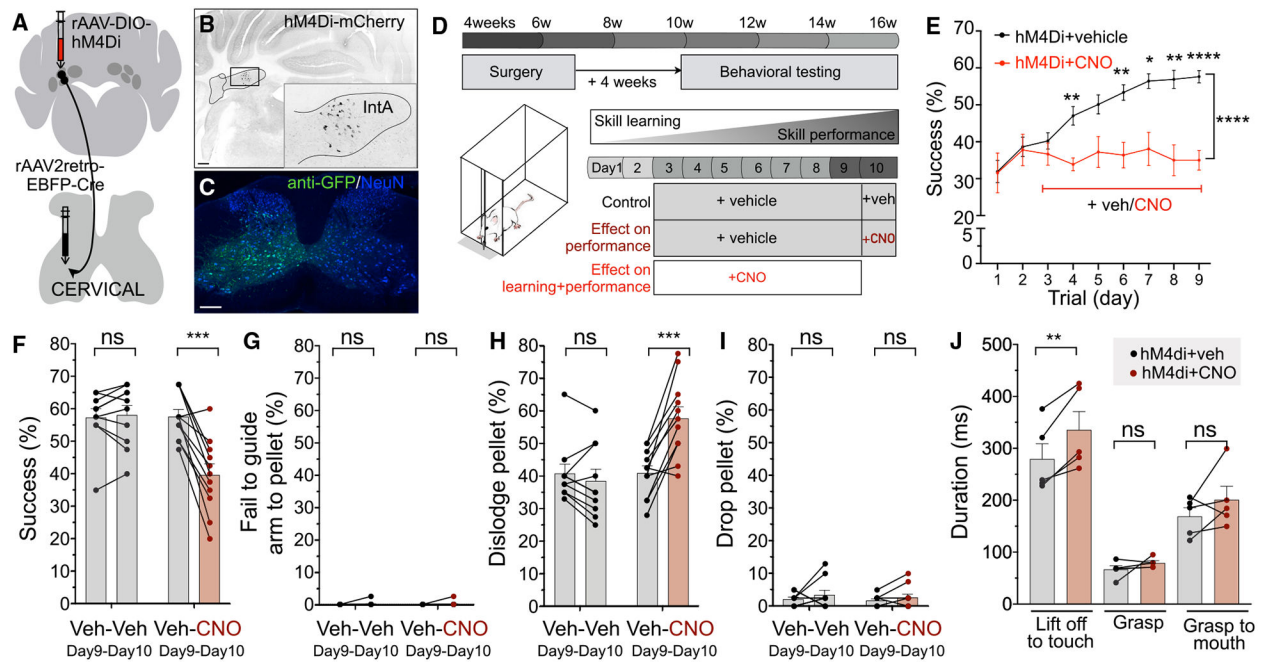 A
rAAV-DIO-
hM4Di
rAAV2retro-
EBFP-Cre
CERVICAL
B
hM4Di-mCherry
IntA
C
anti-GFP/NeuN
D
4weeks 6w 8w 10w 12w 14w 16w
Surgery
+ 4 weeks
Behavioral testing
Skill learning
Skill performance
Day1 2 3 4 5 6 7 8 9 10
Control
+ vehicle
+veh
Effect on
performance
+ vehicle
+CNO
Effect on
learning+performance
+CNO
E
hM4Di+vehicle
hM4Di+CNO
** ** * ** ****
****
Success (%)
70
60
50
40
30
20
5
0
+ veh/CNO
1 2 3 4 5 6 7 8 9
Trial (day)
F
ns
***
Success (%)
80
70
60
50
40
30
20
10
0
Veh-Veh
Day9-Day10
Veh-CNO
Day9-Day10
G
ns
ns
Fail to guide
arm to pellet (%)
80
70
60
50
40
30
20
10
0
Veh-Veh
Day9-Day10
Veh-CNO
Day9-Day10
H
ns
***
Dislodge pellet (%)
80
70
60
50
40
30
20
10
0
Veh-Veh
Day9-Day10
Veh-CNO
Day9-Day10
I
ns
ns
Drop pellet (%)
80
70
60
50
40
30
20
10
0
Veh-Veh
Day9-Day10
Veh-CNO
Day9-Day10
J
hM4di+veh
hM4di+CNO
**
ns
ns
Duration (ms)
500
400
300
200
100
0
Lift off
to touch
Grasp
Grasp to
mouth